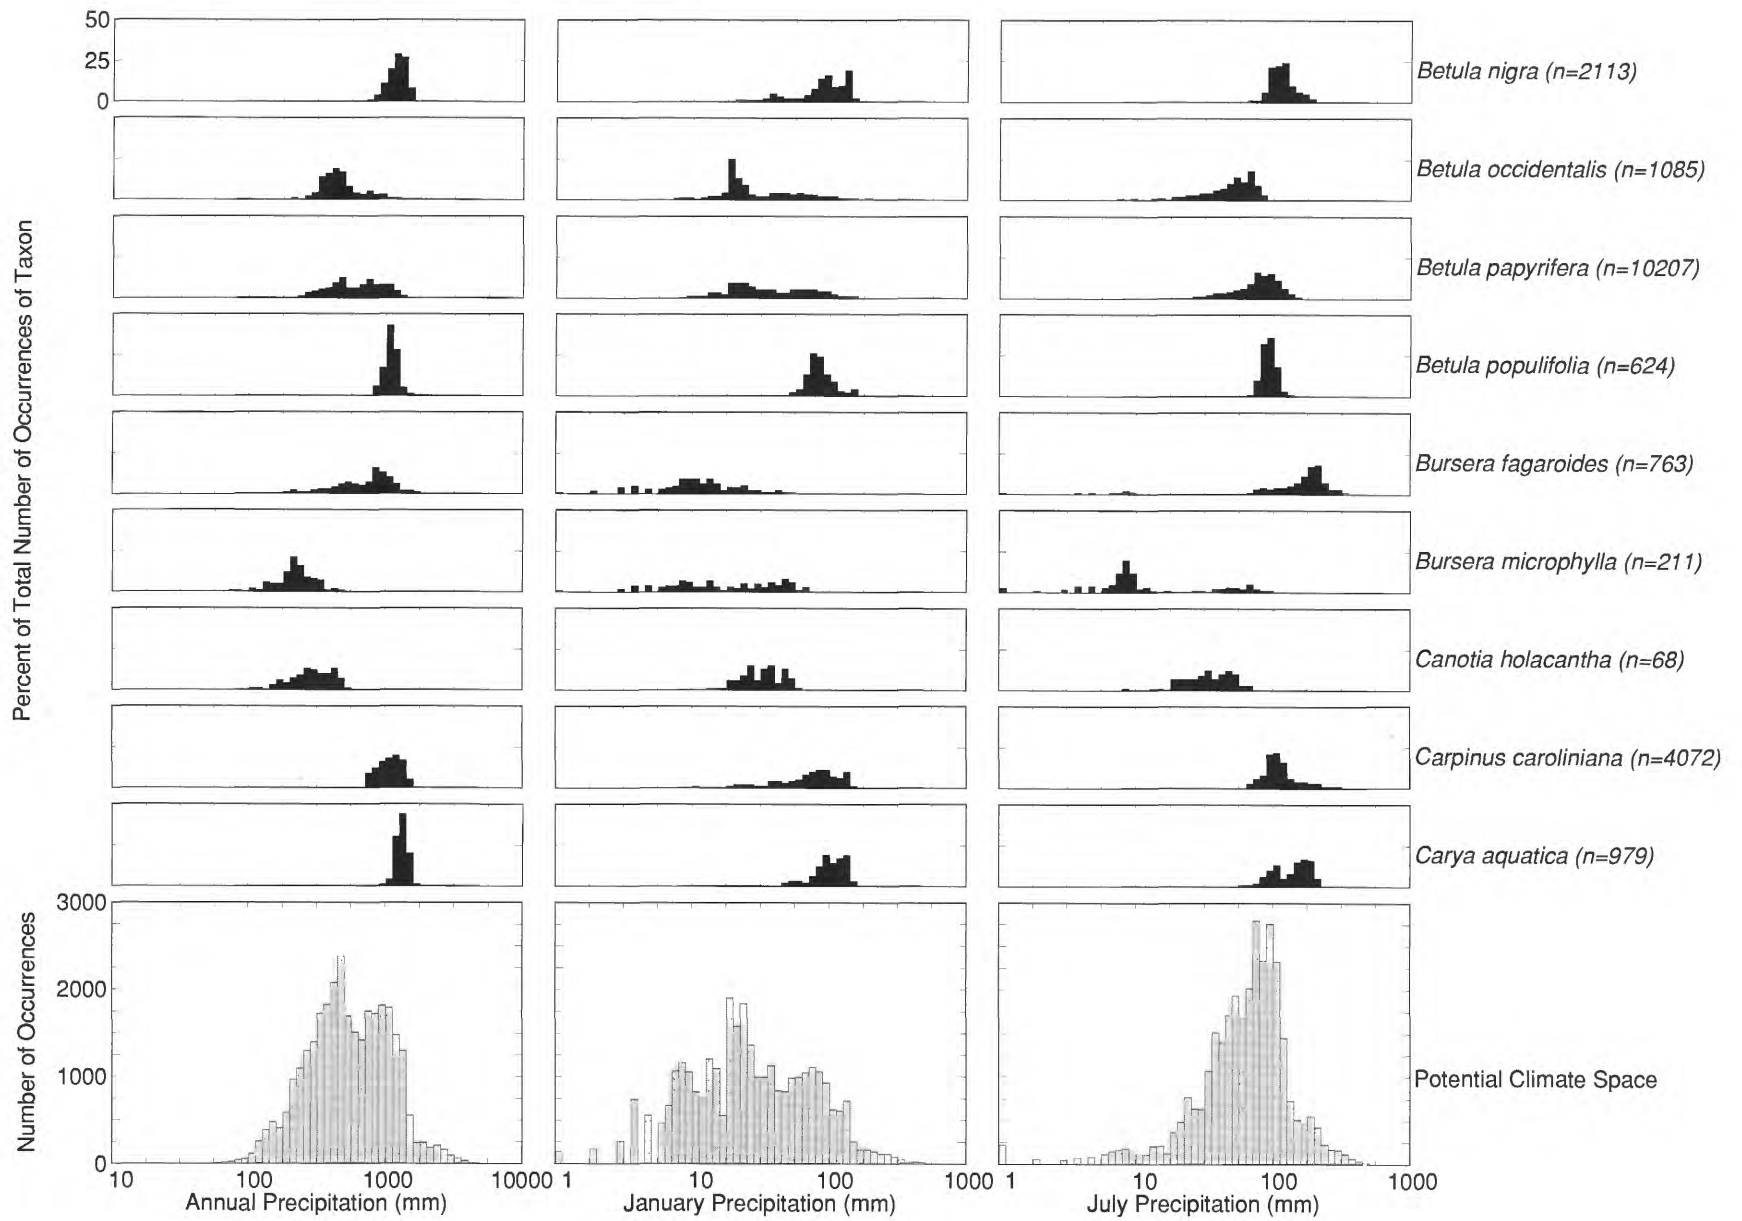 50
25
0
Betula nigra (n=2113)
Betula occidentalis (n=1085)
Betula papyrifera (n=10207)
Betula populifolia (n=624)
Bursera fagaroides (n=763)
Bursera microphylla (n=211)
Canotia holacantha (n=68)
Carpinus caroliniana (n=4072)
Carya aquatica (n=979)
Percent of Total Number of Occurrences of Taxon
3000
2000
1000
0
Number of Occurrences
Potential Climate Space
10 100 1000 10000
1 10 100 1000
1 10 100 1000
Annual Precipitation (mm)
January Precipitation (mm)
July Precipitation (mm)